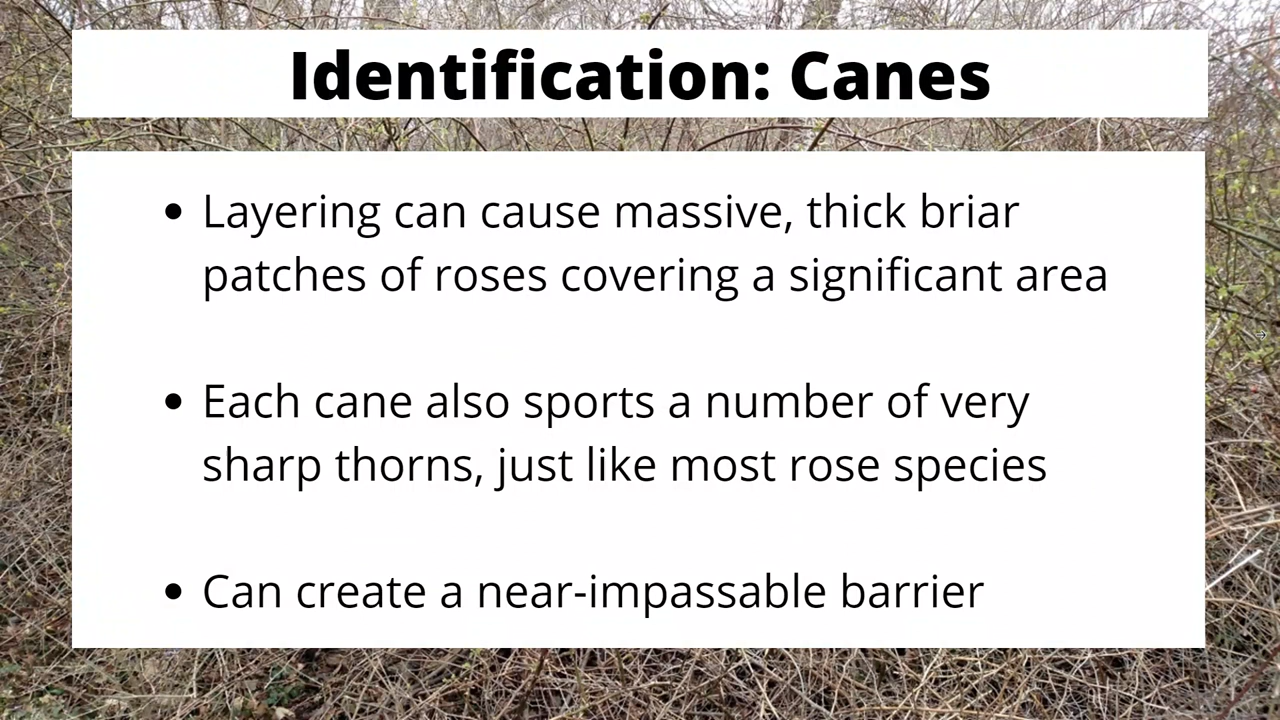 Identification: Canes
• Layering can cause massive, thick briar
patches of roses covering a significant area
• Each cane also sports a number of very
sharp thorns, just like most rose species
• Can create a near-impassable barrier